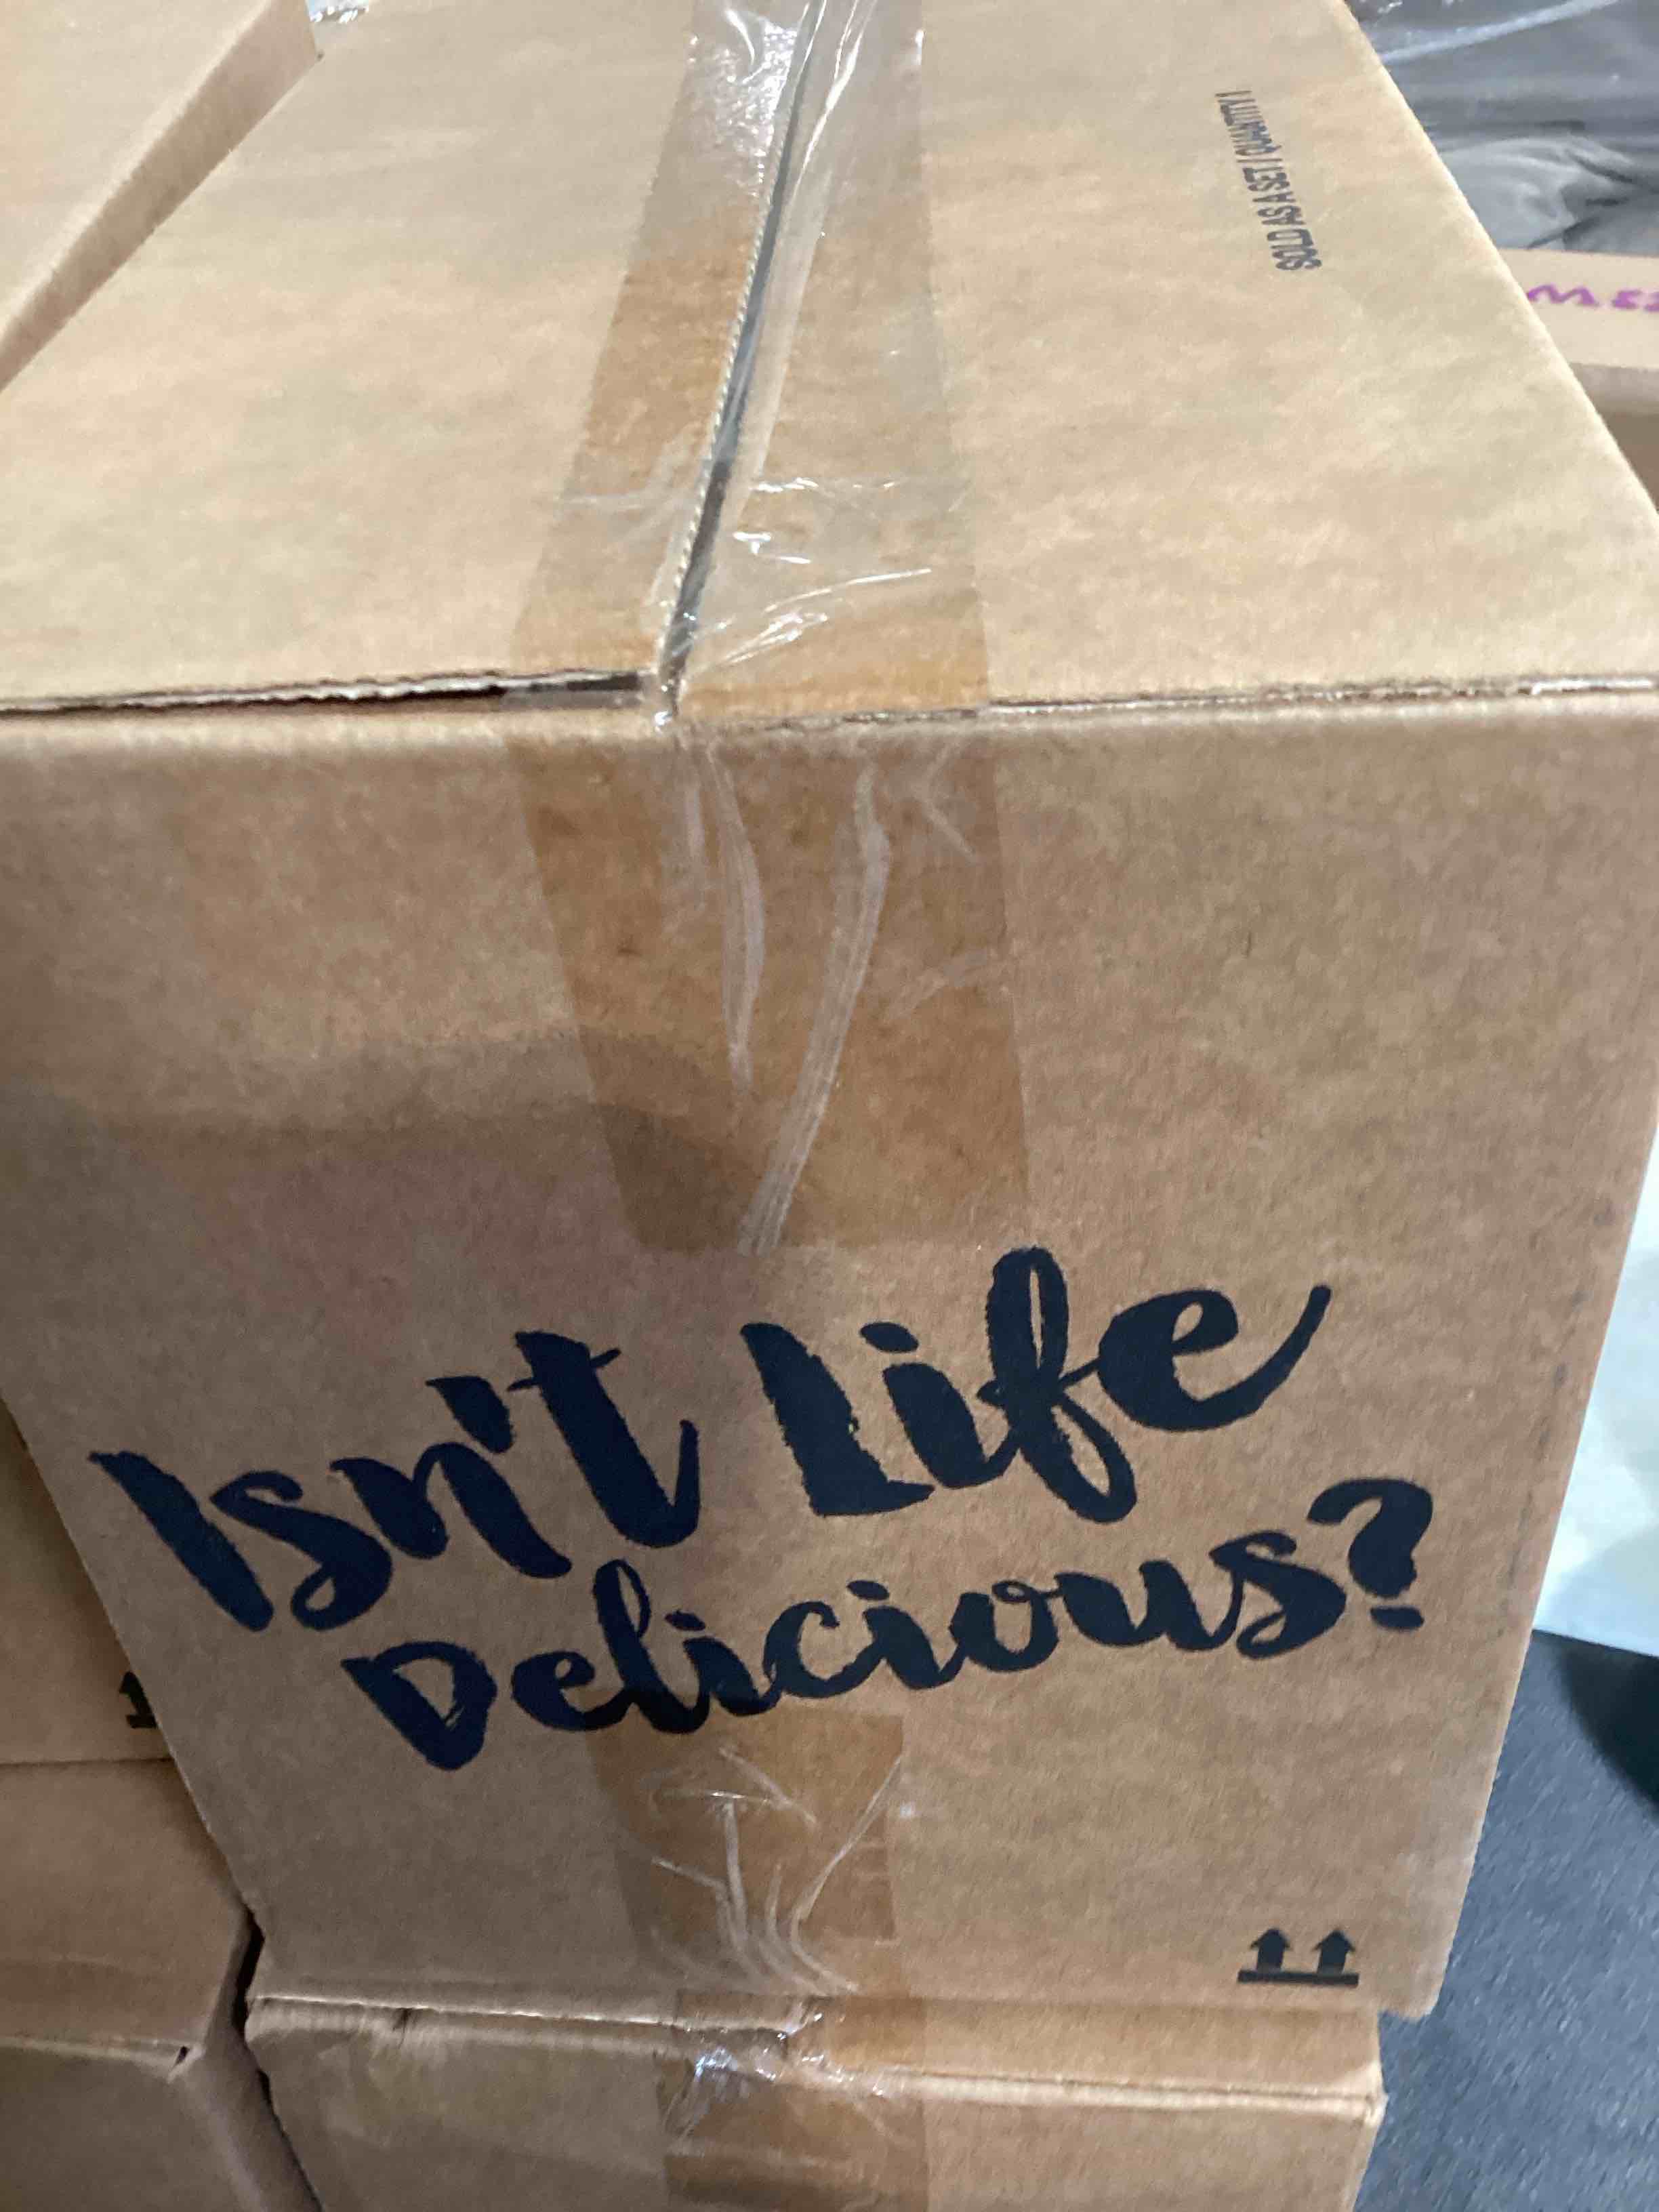 SOLD AS A SET / QUANTITY 1
Isn't Life
Delicious?